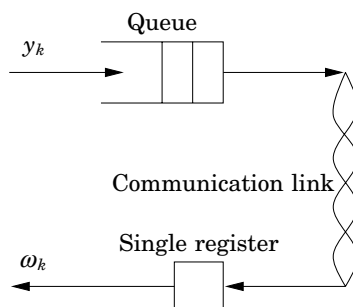 Queue
y_k
Communication link
Single register
ω_k